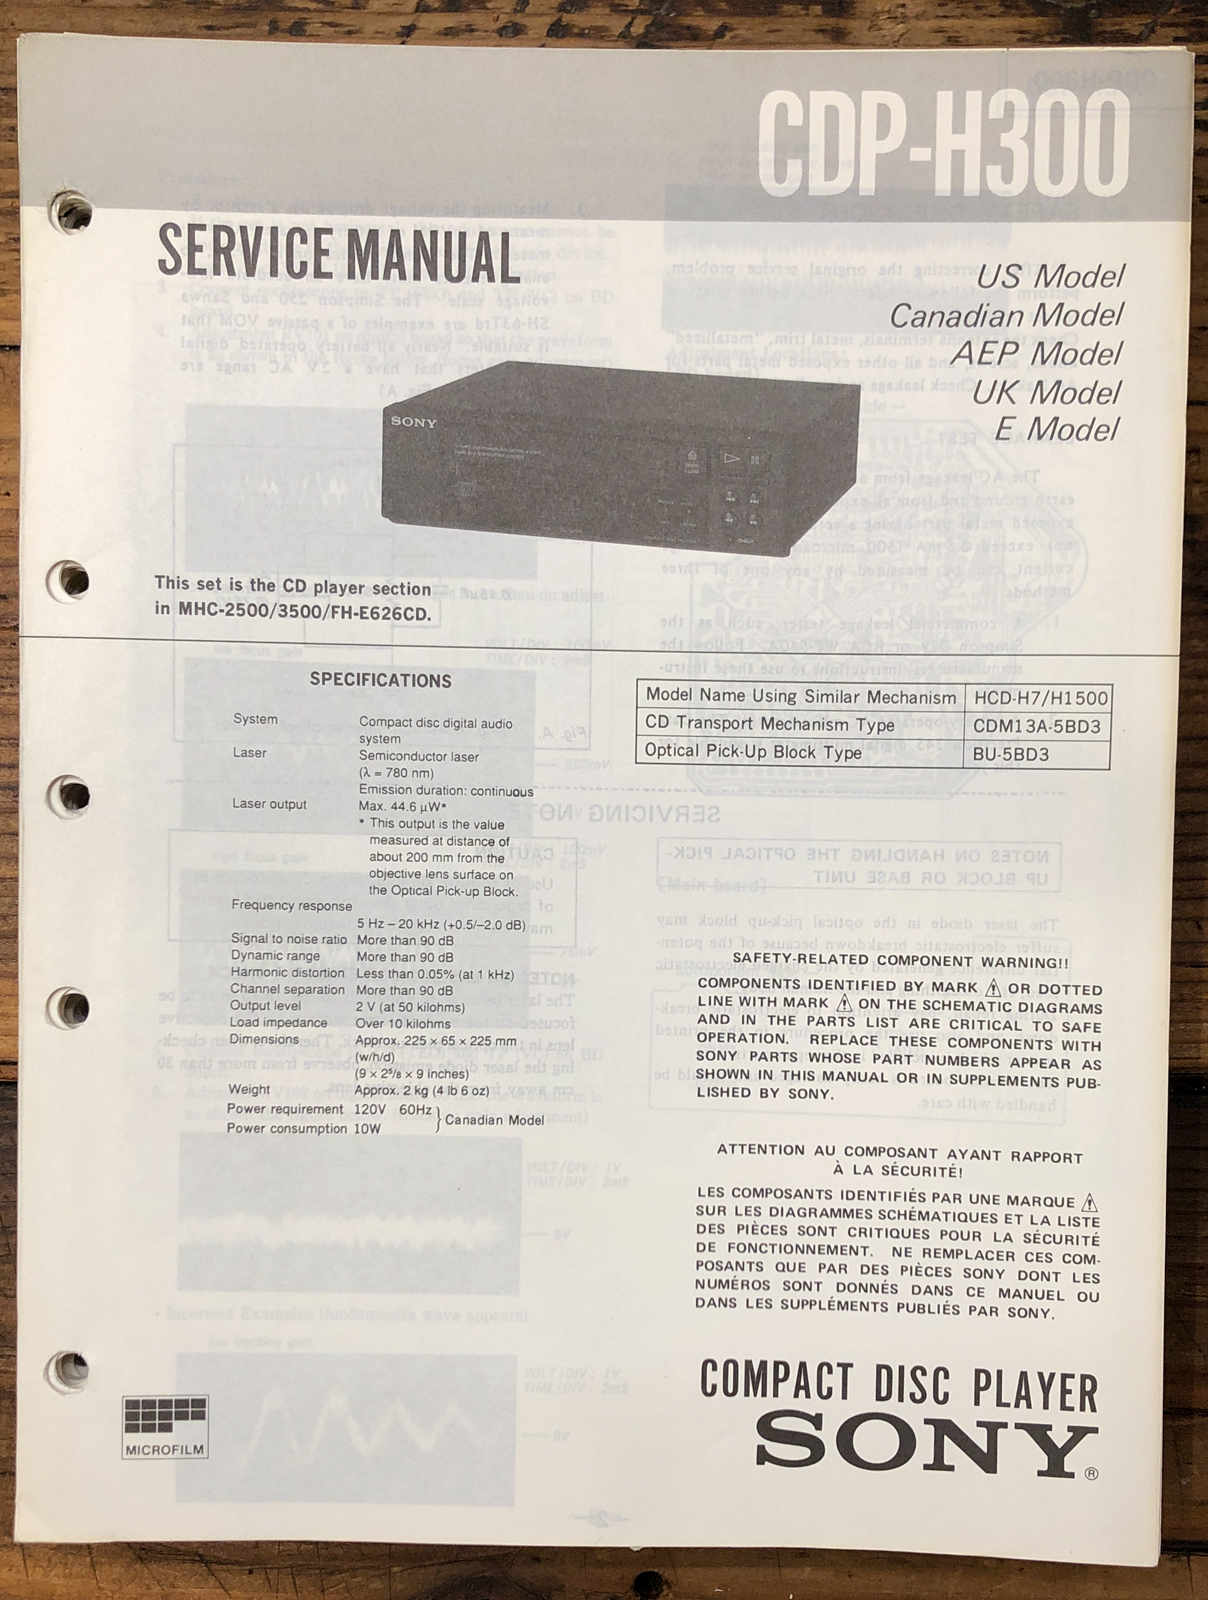 CDP-H300
SERVICE MANUAL
US Model
Canadian Model
AEP Model
UK Model
E Model
SONY
This set is the CD player section
in MHC-2500/3500/FH-E626CD.
SPECIFICATIONS
System Compact disc digital audio
system
Laser Semiconductor laser
(λ = 780 nm)
Emission duration: continuous
Laser output Max. 44.6 μW*
* This output is the value
measured at distance of
about 200 mm from the
objective lens surface on
the Optical Pick-up Block.
Frequency response
5 Hz – 20 kHz (+0.5/–2.0 dB)
Signal to noise ratio More than 90 dB
Dynamic range More than 90 dB
Harmonic distortion Less than 0.05% (at 1 kHz)
Channel separation More than 90 dB
Output level 2 V (at 50 kilohms)
Load impedance Over 10 kilohms
Dimensions Approx. 225 × 65 × 225 mm
(w/h/d)
(9 × 2⁵/₈ × 9 inches)
Weight Approx. 2 kg (4 lb 6 oz)
Power requirement 120V 60Hz
Power consumption 10W
Canadian Model
Model Name Using Similar Mechanism HCD-H7/H1500
CD Transport Mechanism Type CDM13A-5BD3
Optical Pick-Up Block Type BU-5BD3
SAFETY-RELATED COMPONENT WARNING!!
COMPONENTS IDENTIFIED BY MARK ⚠ OR DOTTED
LINE WITH MARK ⚠ ON THE SCHEMATIC DIAGRAMS
AND IN THE PARTS LIST ARE CRITICAL TO SAFE
OPERATION. REPLACE THESE COMPONENTS WITH
SONY PARTS WHOSE PART NUMBERS APPEAR AS
SHOWN IN THIS MANUAL OR IN SUPPLEMENTS PUB-
LISHED BY SONY.
ATTENTION AU COMPOSANT AYANT RAPPORT
À LA SÉCURITÉ!
LES COMPOSANTS IDENTIFIÉS PAR UNE MARQUE ⚠
SUR LES DIAGRAMMES SCHÉMATIQUES ET LA LISTE
DES PIÈCES SONT CRITIQUES POUR LA SÉCURITÉ
DE FONCTIONNEMENT. NE REMPLACER CES COM-
POSANTS QUE PAR DES PIÈCES SONY DONT LES
NUMÉROS SONT DONNÉS DANS CE MANUEL OU
DANS LES SUPPLÉMENTS PUBLIÉS PAR SONY.
COMPACT DISC PLAYER
SONY®
MICROFILM